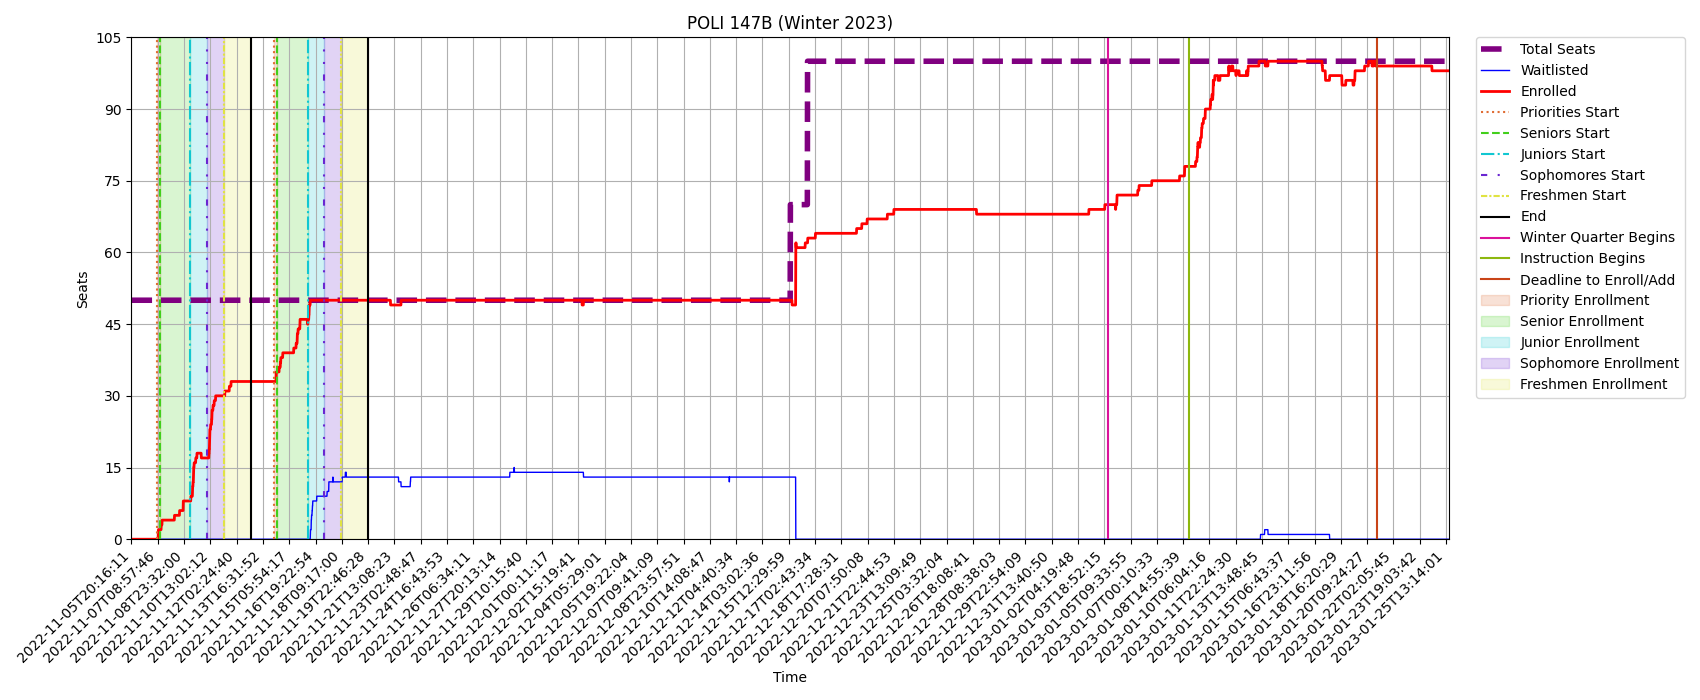 POLI 147B (Winter 2023)
105
90
75
60
45
30
15
0
Seats
2022-11-05T20:16:11
2022-11-07T08:57:46
2022-11-08T23:32:00
2022-11-10T13:02:12
2022-11-12T02:24:40
2022-11-13T16:31:52
2022-11-15T05:54:17
2022-11-16T19:22:54
2022-11-18T09:17:00
2022-11-19T22:46:28
2022-11-21T13:08:23
2022-11-23T02:48:47
2022-11-24T16:43:53
2022-11-26T06:34:11
2022-11-27T20:13:14
2022-11-29T10:15:40
2022-12-01T00:11:17
2022-12-02T15:19:41
2022-12-04T05:29:01
2022-12-05T19:22:04
2022-12-07T09:41:09
2022-12-08T23:57:51
2022-12-10T14:08:47
2022-12-12T04:40:34
2022-12-14T03:02:36
2022-12-15T12:29:59
2022-12-17T02:43:34
2022-12-18T17:28:31
2022-12-20T07:50:08
2022-12-21T22:44:53
2022-12-23T13:09:49
2022-12-25T03:32:04
2022-12-26T18:08:41
2022-12-28T08:38:03
2022-12-29T22:54:09
2022-12-31T13:40:50
2023-01-02T04:19:48
2023-01-03T18:52:15
2023-01-05T09:33:55
2023-01-07T00:10:33
2023-01-08T14:55:39
2023-01-10T06:04:16
2023-01-11T22:24:30
2023-01-13T13:48:45
2023-01-15T06:43:37
2023-01-16T23:11:56
2023-01-18T16:20:29
2023-01-20T09:24:27
2023-01-22T02:05:45
2023-01-23T19:03:42
2023-01-25T13:14:01
Time
Total Seats
Waitlisted
Enrolled
Priorities Start
Seniors Start
Juniors Start
Sophomores Start
Freshmen Start
End
Winter Quarter Begins
Instruction Begins
Deadline to Enroll/Add
Priority Enrollment
Senior Enrollment
Junior Enrollment
Sophomore Enrollment
Freshmen Enrollment